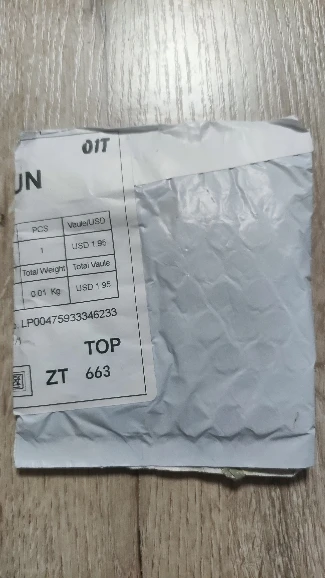 01T
UN
PCS Vaule/USD
1 USD 1.95
Total Weight Total Vaule
0.01 Kg USD 1.95
LP00475933346233
TOP
ZT 663